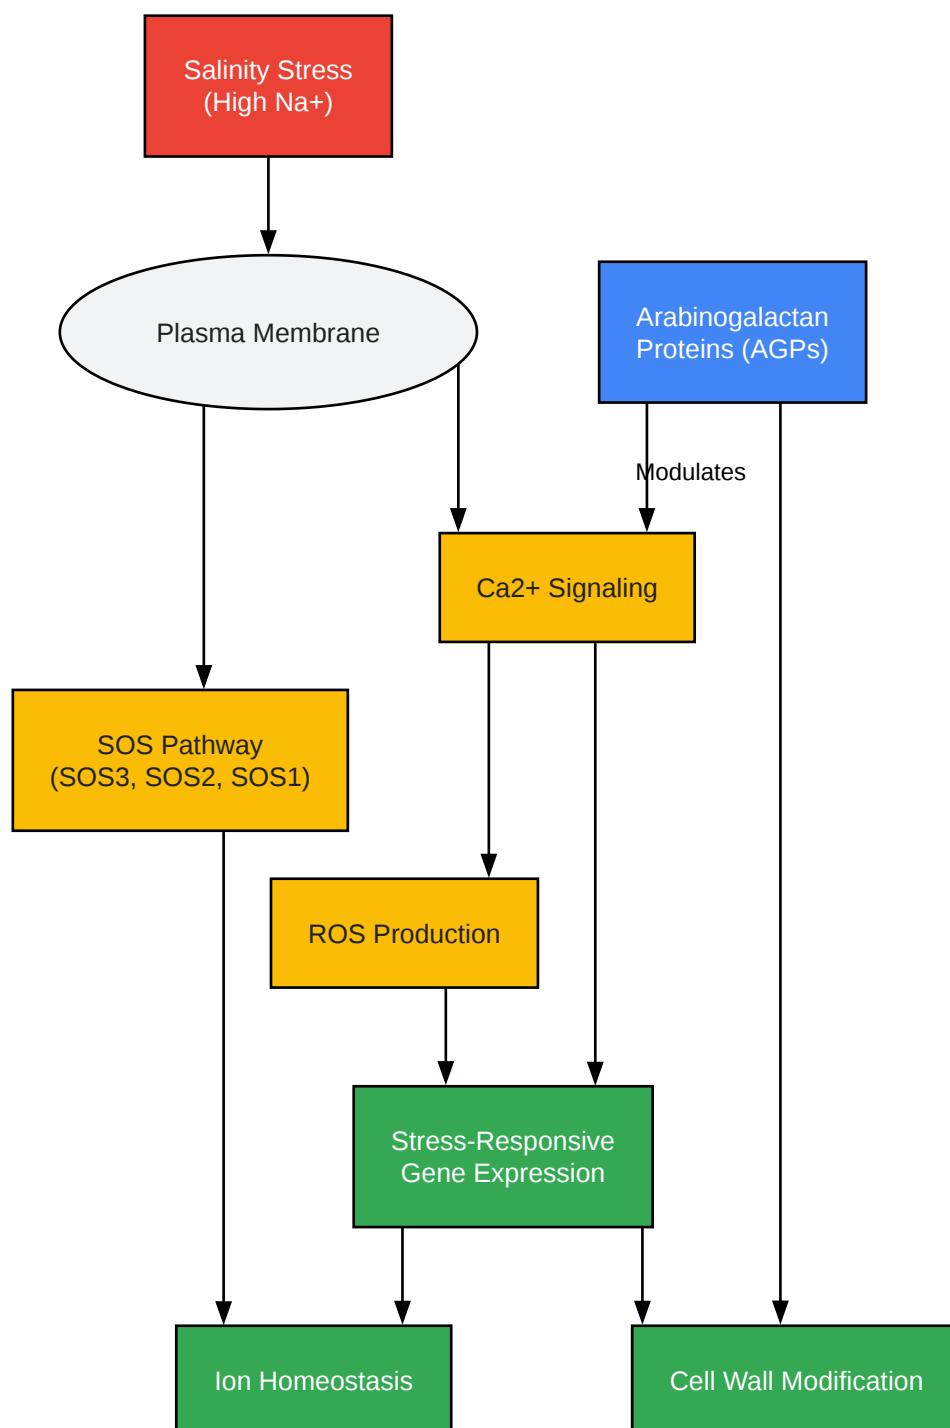 Salinity Stress
(High Na+)
Plasma Membrane
Arabinogalactan
Proteins (AGPs)
Modulates
Ca2+ Signaling
SOS Pathway
(SOS3, SOS2, SOS1)
ROS Production
Stress-Responsive
Gene Expression
Ion Homeostasis
Cell Wall Modification